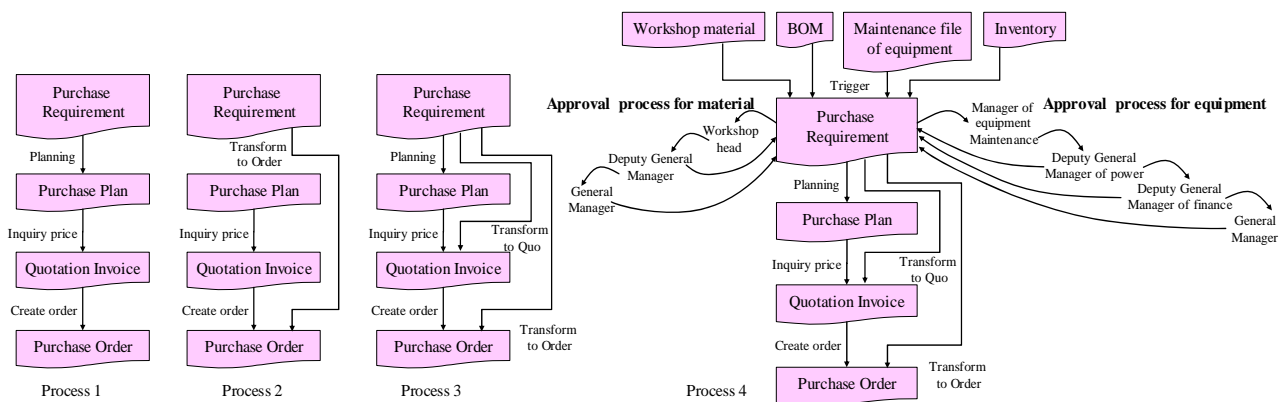 Purchase
Requirement
Planning
Purchase Plan
Inquiry price
Quotation Invoice
Create order
Purchase Order
Process 1
Purchase
Requirement
Transform
to Order
Purchase Plan
Inquiry price
Quotation Invoice
Create order
Purchase Order
Process 2
Purchase
Requirement
Planning
Purchase Plan
Inquiry price
Transform
to Quo
Quotation Invoice
Create order
Transform
to Order
Purchase Order
Process 3
Workshop material
BOM
Maintenance file
of equipment
Inventory
Trigger
Approval process for material
Workshop
head
Deputy General
Manager
General
Manager
Purchase
Requirement
Approval process for equipment
Manager of
equipment
Maintenance
Deputy General
Manager of power
Deputy General
Manager of finance
General
Manager
Planning
Purchase Plan
Inquiry price
Transform
to Quo
Quotation Invoice
Create order
Transform
to Order
Purchase Order
Process 4